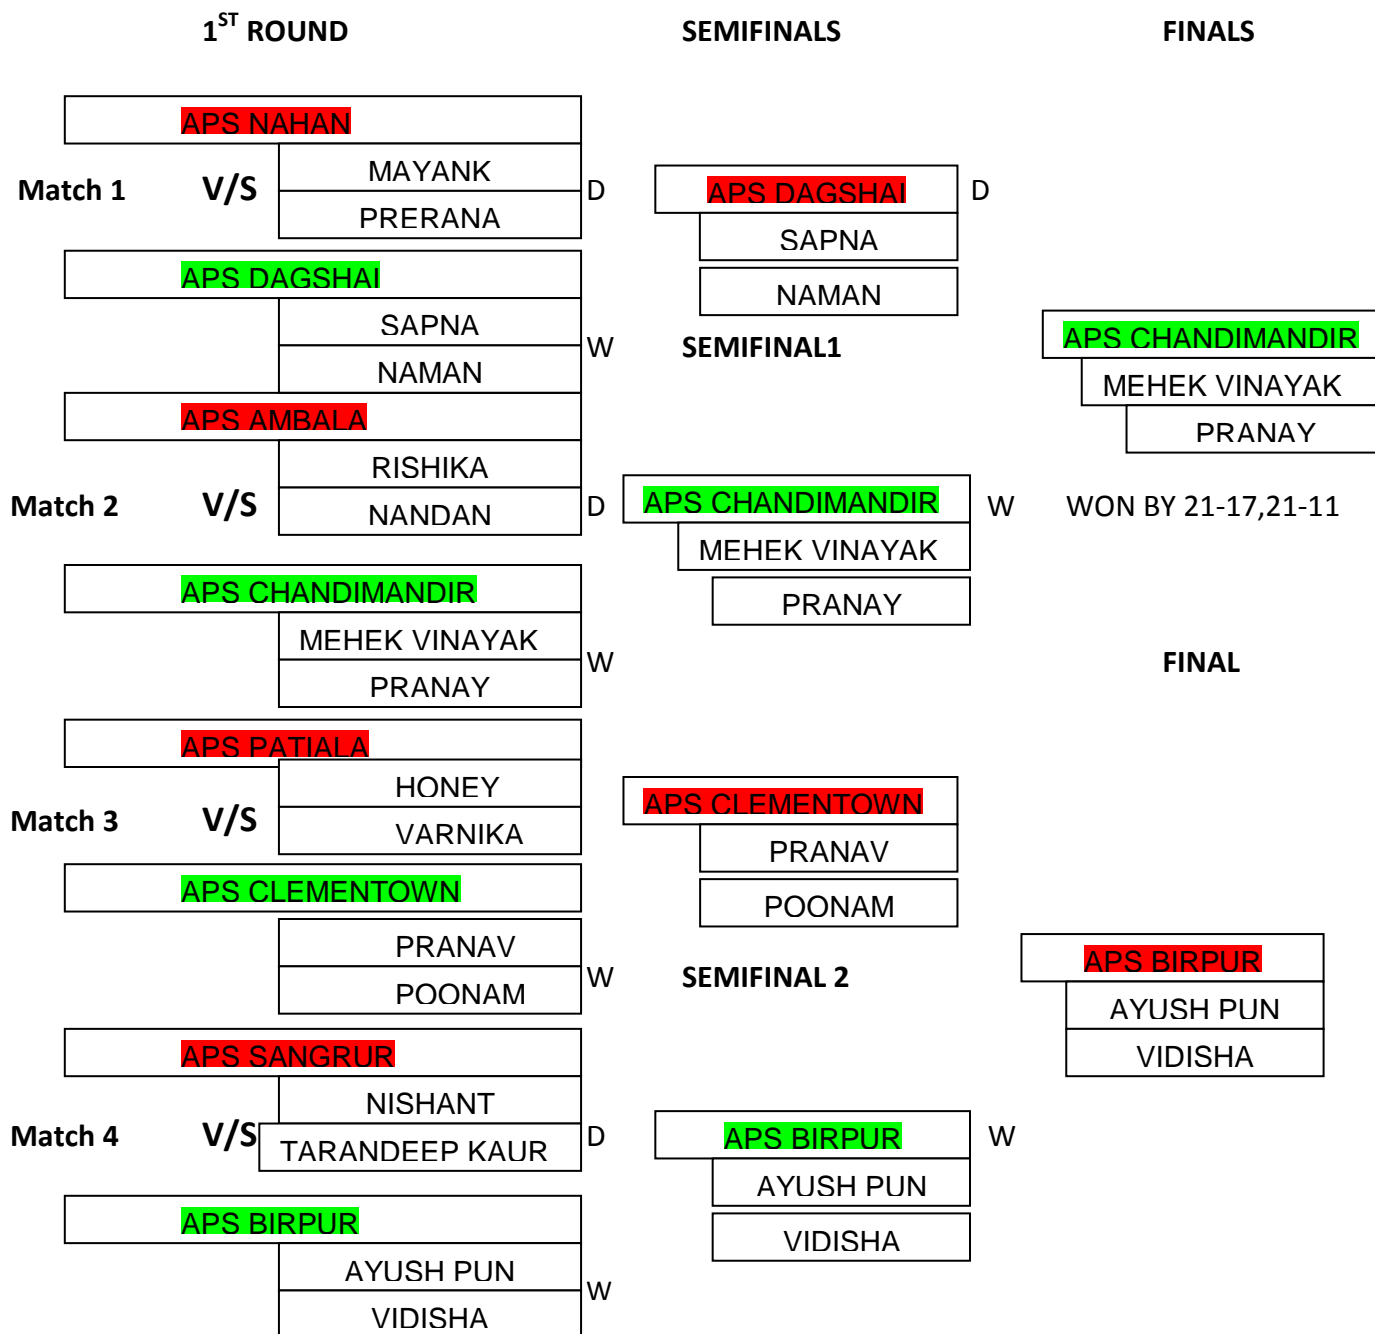 1ST ROUND
SEMIFINALS
FINALS
APS NAHAN
Match 1
V/S
MAYANK
PRERANA
D
APS DAGSHAI
SAPNA
NAMAN
W
APS AMBALA
Match 2
V/S
RISHIKA
NANDAN
D
APS CHANDIMANDIR
MEHEK VINAYAK
PRANAY
W
APS PATIALA
Match 3
V/S
HONEY
VARNIKA
APS CLEMENTOWN
PRANAV
POONAM
W
APS SANGRUR
Match 4
V/S
NISHANT
TARANDEEP KAUR
D
APS BIRPUR
AYUSH PUN
VIDISHA
W
APS DAGSHAI
D
SAPNA
NAMAN
SEMIFINAL1
APS CHANDIMANDIR
W
MEHEK VINAYAK
PRANAY
APS CLEMENTOWN
PRANAV
POONAM
SEMIFINAL 2
APS BIRPUR
W
AYUSH PUN
VIDISHA
APS CHANDIMANDIR
MEHEK VINAYAK
PRANAY
WON BY 21-17,21-11
FINAL
APS BIRPUR
AYUSH PUN
VIDISHA